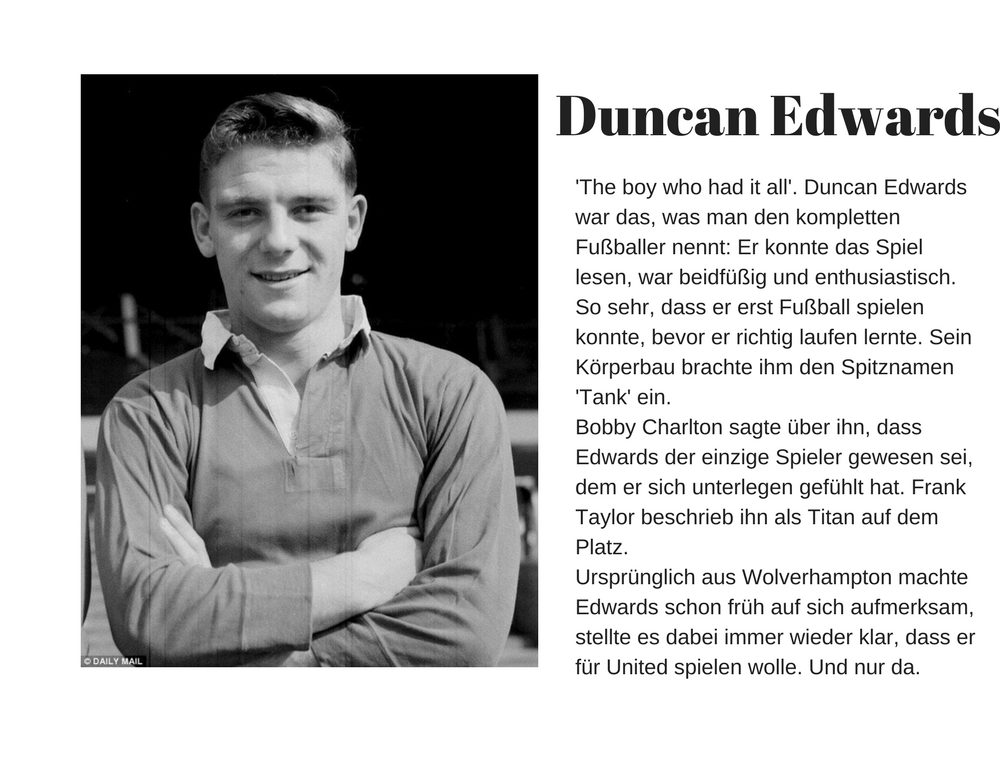 Duncan Edwards
'The boy who had it all'. Duncan Edwards
war das, was man den kompletten
Fußballer nennt: Er konnte das Spiel
lesen, war beidfüßig und enthusiastisch.
So sehr, dass er erst Fußball spielen
konnte, bevor er richtig laufen lernte. Sein
Körperbau brachte ihm den Spitznamen
'Tank' ein.
Bobby Charlton sagte über ihn, dass
Edwards der einzige Spieler gewesen sei,
dem er sich unterlegen gefühlt hat. Frank
Taylor beschrieb ihn als Titan auf dem
Platz.
Ursprünglich aus Wolverhampton machte
Edwards schon früh auf sich aufmerksam,
stellte es dabei immer wieder klar, dass er
für United spielen wolle. Und nur da.
© DAILY MAIL